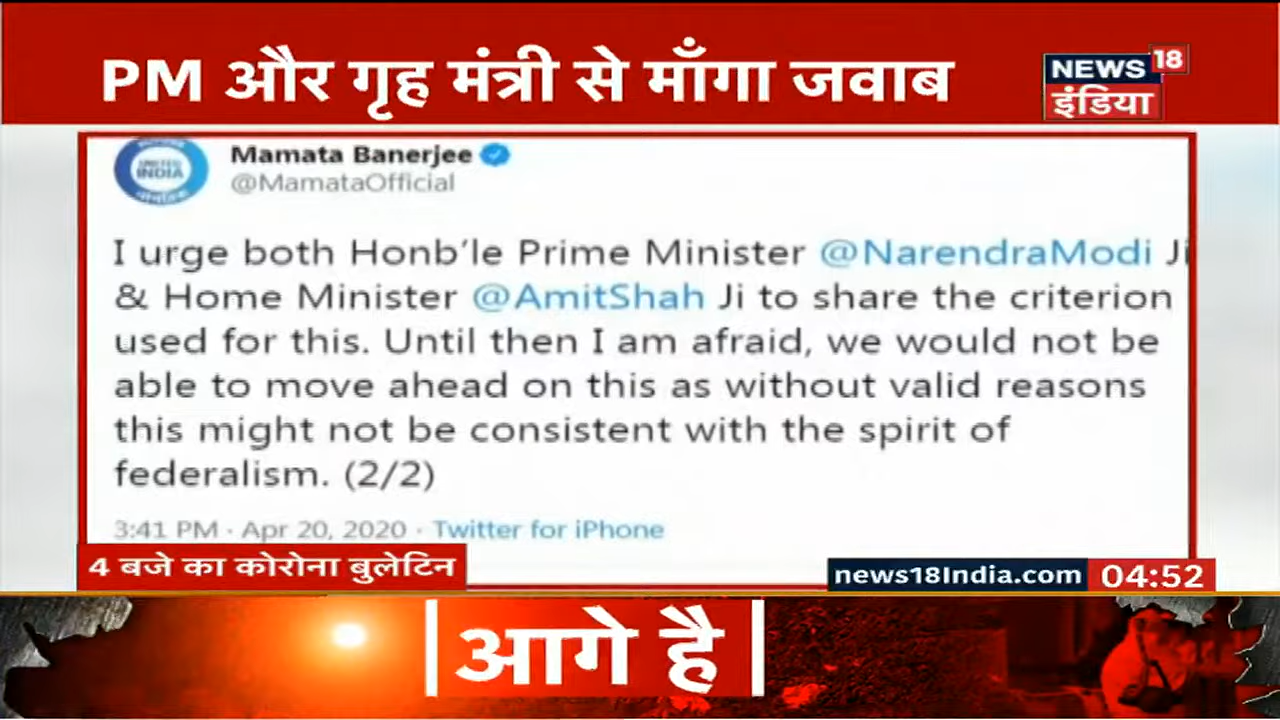 PM और गृह मंत्री से माँगा जवाब
NEWS 18
इंडिया
UNITED
INDIA
Mamata Banerjee
@MamataOfficial
I urge both Honb'le Prime Minister @NarendraModi Ji
& Home Minister @AmitShah Ji to share the criterion
used for this. Until then I am afraid, we would not be
able to move ahead on this as without valid reasons
this might not be consistent with the spirit of
federalism. (2/2)
3:41 PM · Apr 20, 2020 · Twitter for iPhone
4 बजे का कोरोना बुलेटिन
news18India.com 04:52
आगे है